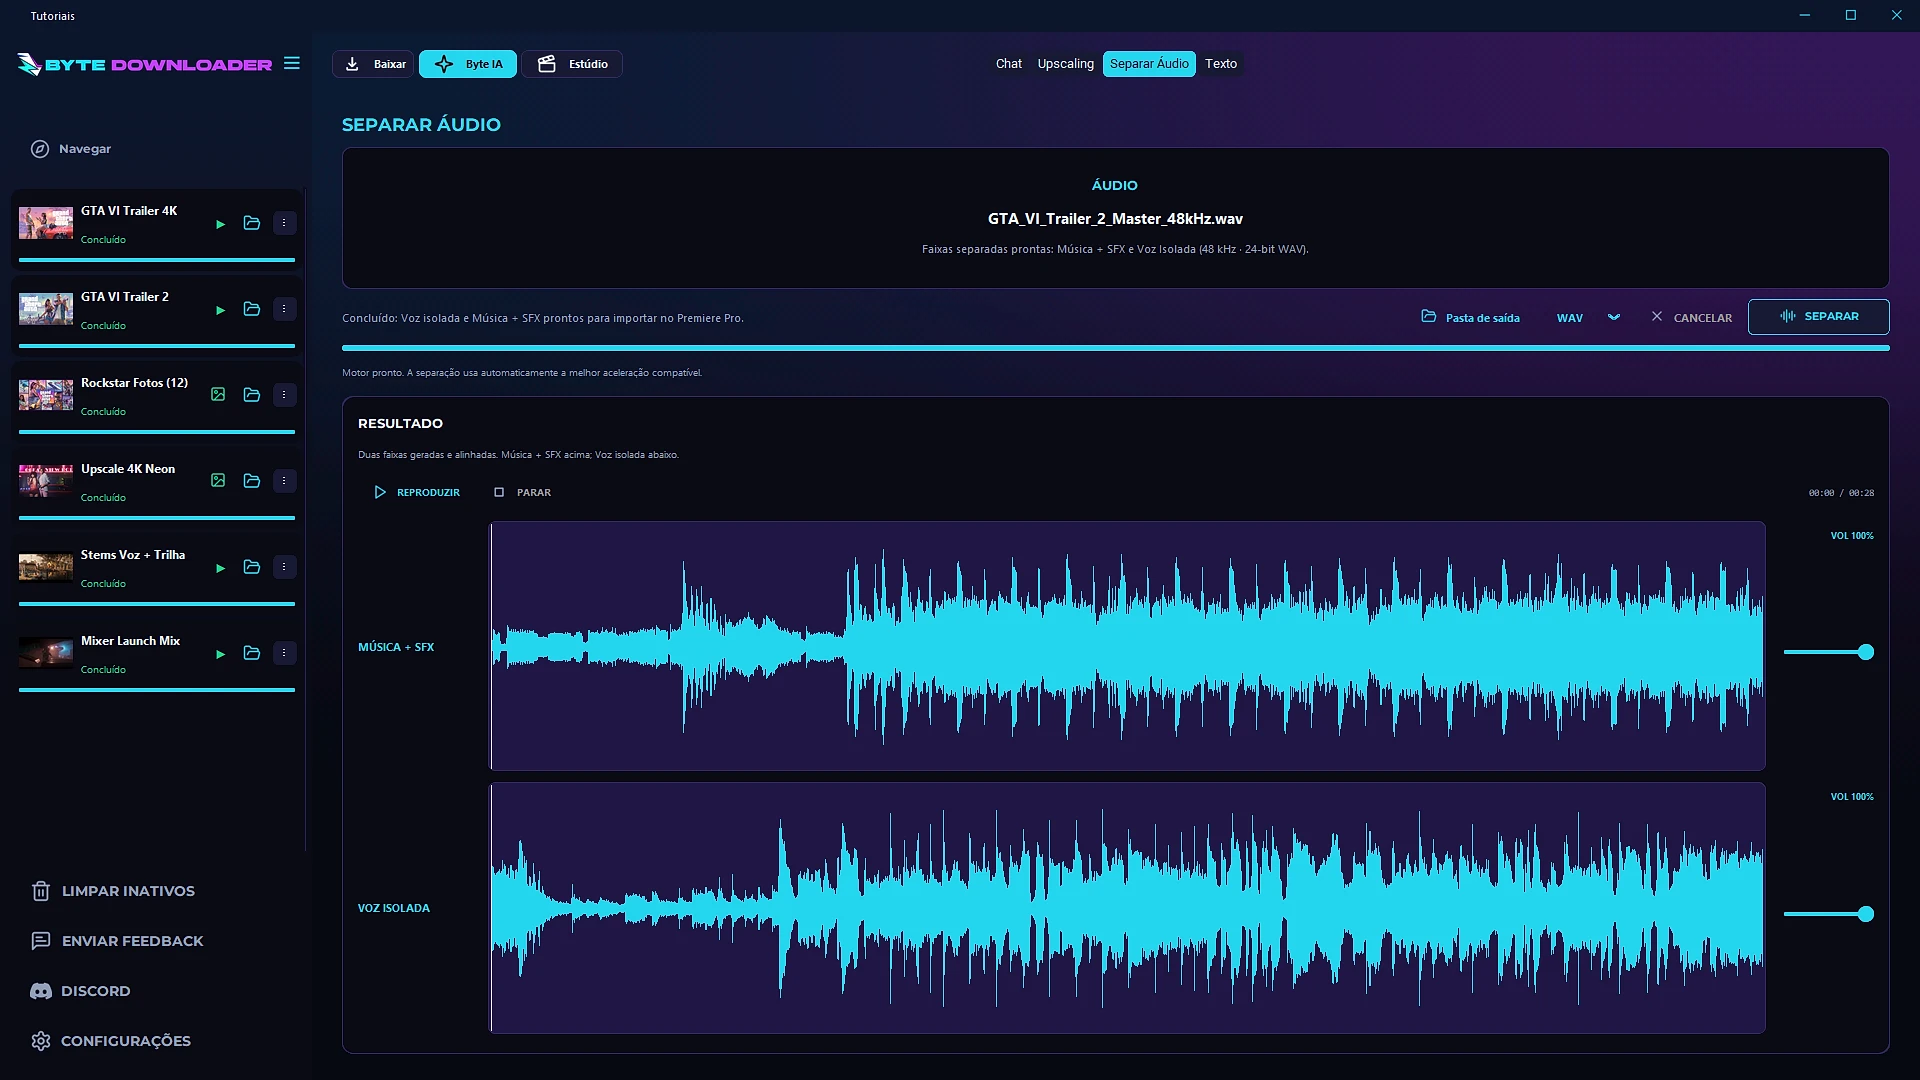 Tutoriais
BYTE DOWNLOADER
Baixar
Byte IA
Estúdio
Chat
Upscaling
Separar Áudio
Texto
Navegar
GTA VI Trailer 4K
Concluído
GTA VI Trailer 2
Concluído
Rockstar Fotos (12)
Concluído
Upscale 4K Neon
Concluído
Stems Voz + Trilha
Concluído
Mixer Launch Mix
Concluído
LIMPAR INATIVOS
ENVIAR FEEDBACK
DISCORD
CONFIGURAÇÕES
SEPARAR ÁUDIO
ÁUDIO
GTA_VI_Trailer_2_Master_48kHz.wav
Faixas separadas prontas: Música + SFX e Voz Isolada (48 kHz · 24-bit WAV).
Concluído: Voz isolada e Música + SFX prontos para importar no Premiere Pro.
Pasta de saída
WAV
CANCELAR
SEPARAR
Motor pronto. A separação usa automaticamente a melhor aceleração compatível.
RESULTADO
Duas faixas geradas e alinhadas. Música + SFX acima; Voz isolada abaixo.
REPRODUZIR
PARAR
00:00 / 00:28
MÚSICA + SFX
VOL 100%
VOZ ISOLADA
VOL 100%